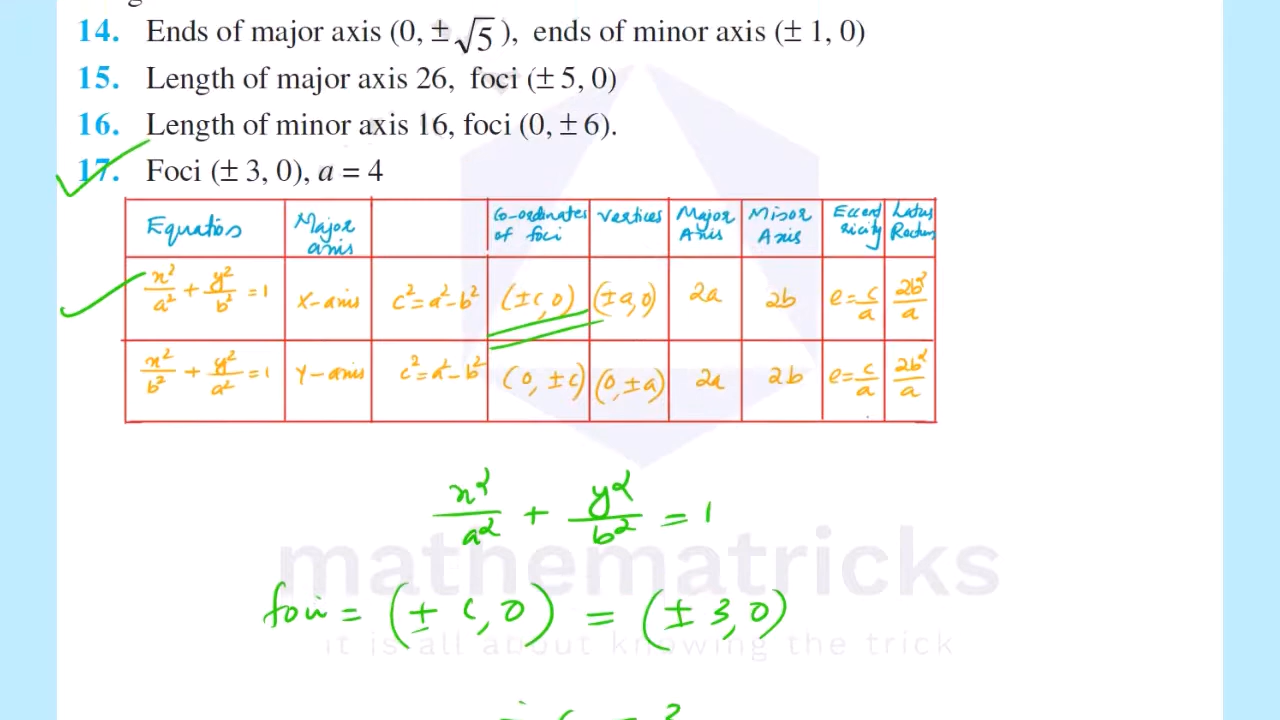 14. Ends of major axis (0, ± √5), ends of minor axis (± 1, 0)
15. Length of major axis 26, foci (± 5, 0)
16. Length of minor axis 16, foci (0, ± 6).
17. Foci (± 3, 0), a = 4
Equation Major axis Co-ordinates of foci Vertices Major Axis Minor Axis Eccentricity Latus Rectum
x²/a² + y²/b² = 1 X-axis c² = a² - b² (± c, 0) (± a, 0) 2a 2b e = c/a 2b²/a
x²/b² + y²/a² = 1 Y-axis c² = a² - b² (0, ± c) (0, ± a) 2a 2b e = c/a 2b²/a
x²/a² + y²/b² = 1
mathematricks
foci = (± c, 0) = (± 3, 0)
it is all about knowing the trick